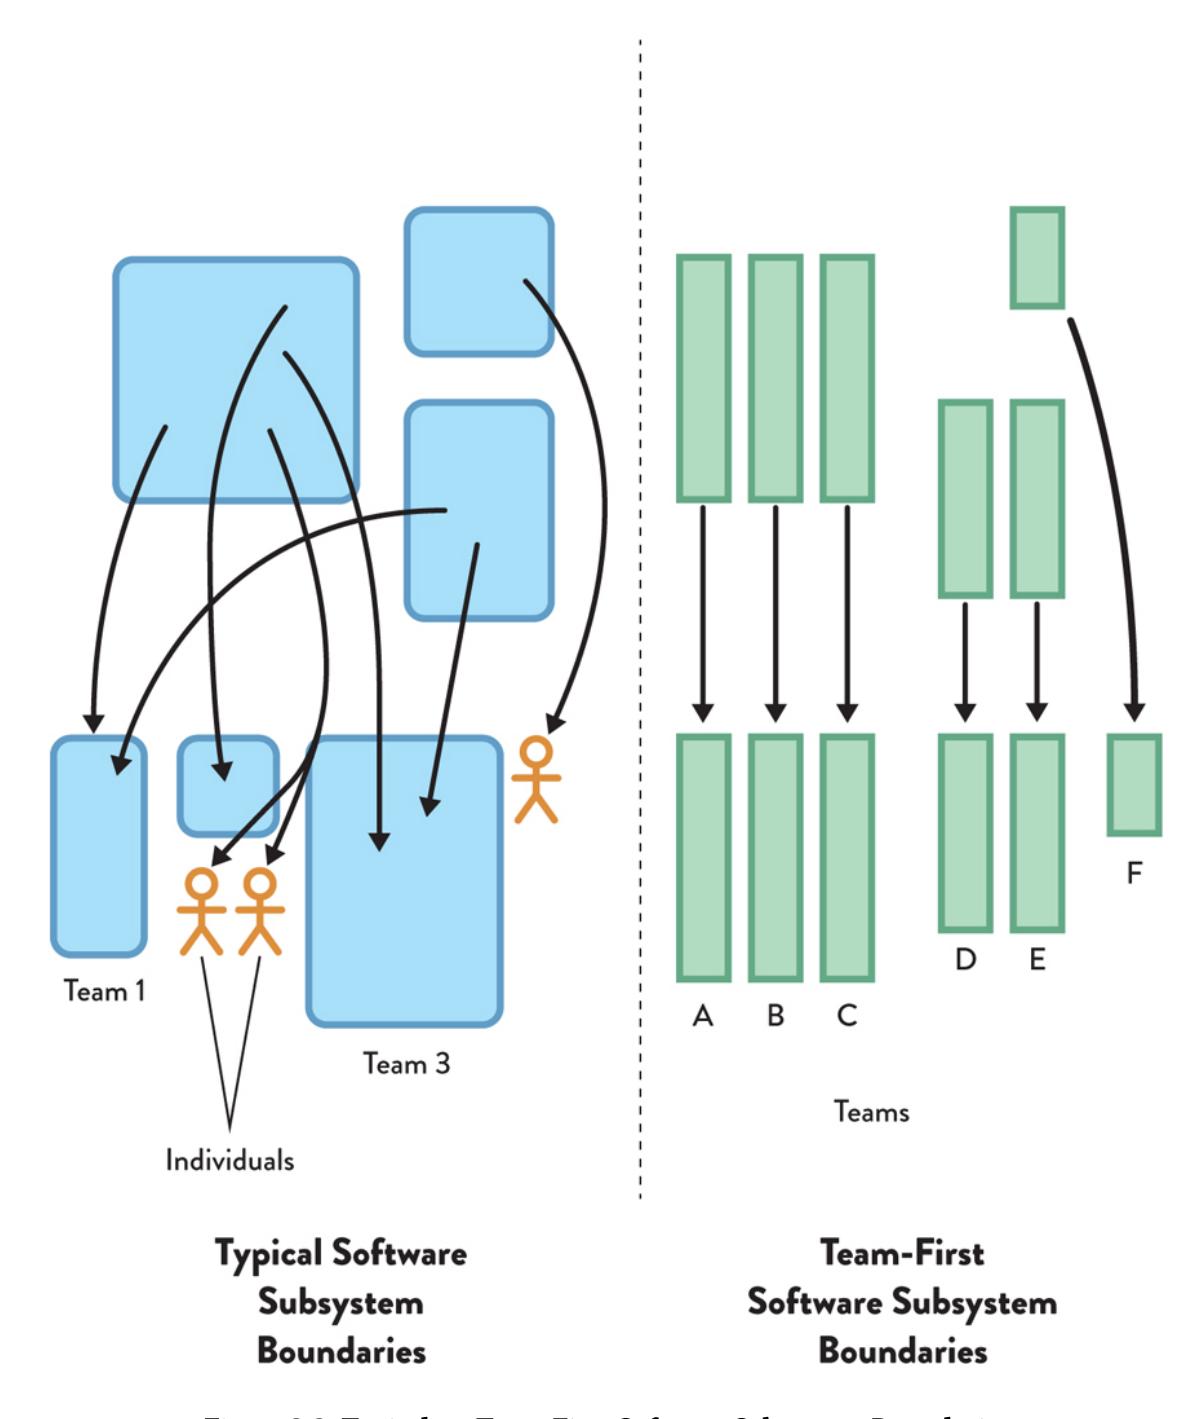 Team 1
Team 3
Individuals
Typical Software
Subsystem
Boundaries
A
B
C
D
E
F
Teams
Team-First
Software Subsystem
Boundaries